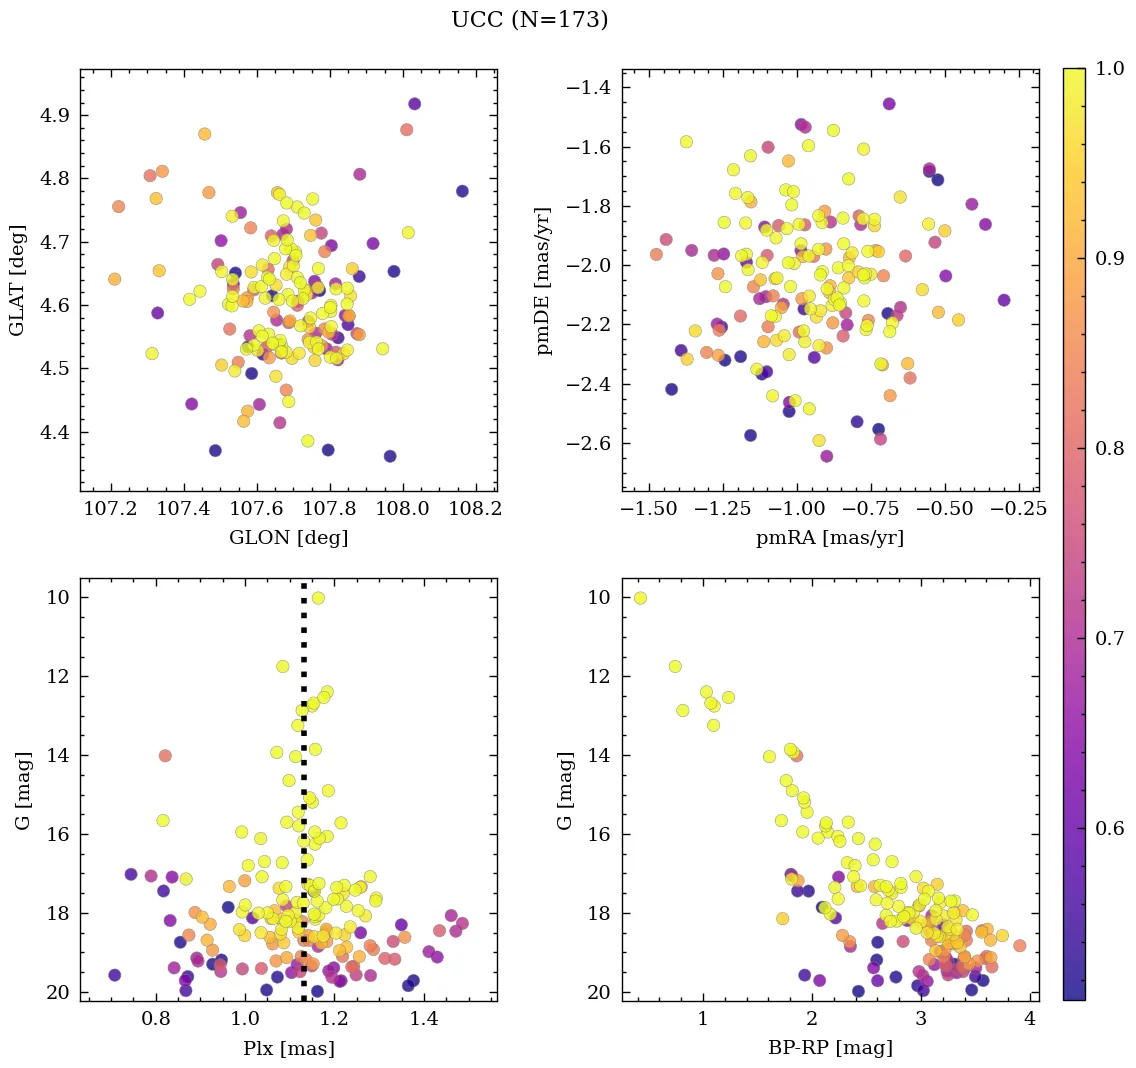 UCC (N=173)
4.9
4.8
4.7
4.6
4.5
4.4
GLAT [deg]
107.2 107.4 107.6 107.8 108.0 108.2
GLON [deg]
−1.4
−1.6
−1.8
−2.0
−2.2
−2.4
−2.6
pmDE [mas/yr]
−1.50 −1.25 −1.00 −0.75 −0.50 −0.25
pmRA [mas/yr]
1.0
0.9
0.8
0.7
0.6
10
12
14
16
18
20
G [mag]
0.8 1.0 1.2 1.4
Plx [mas]
10
12
14
16
18
20
G [mag]
1 2 3 4
BP-RP [mag]